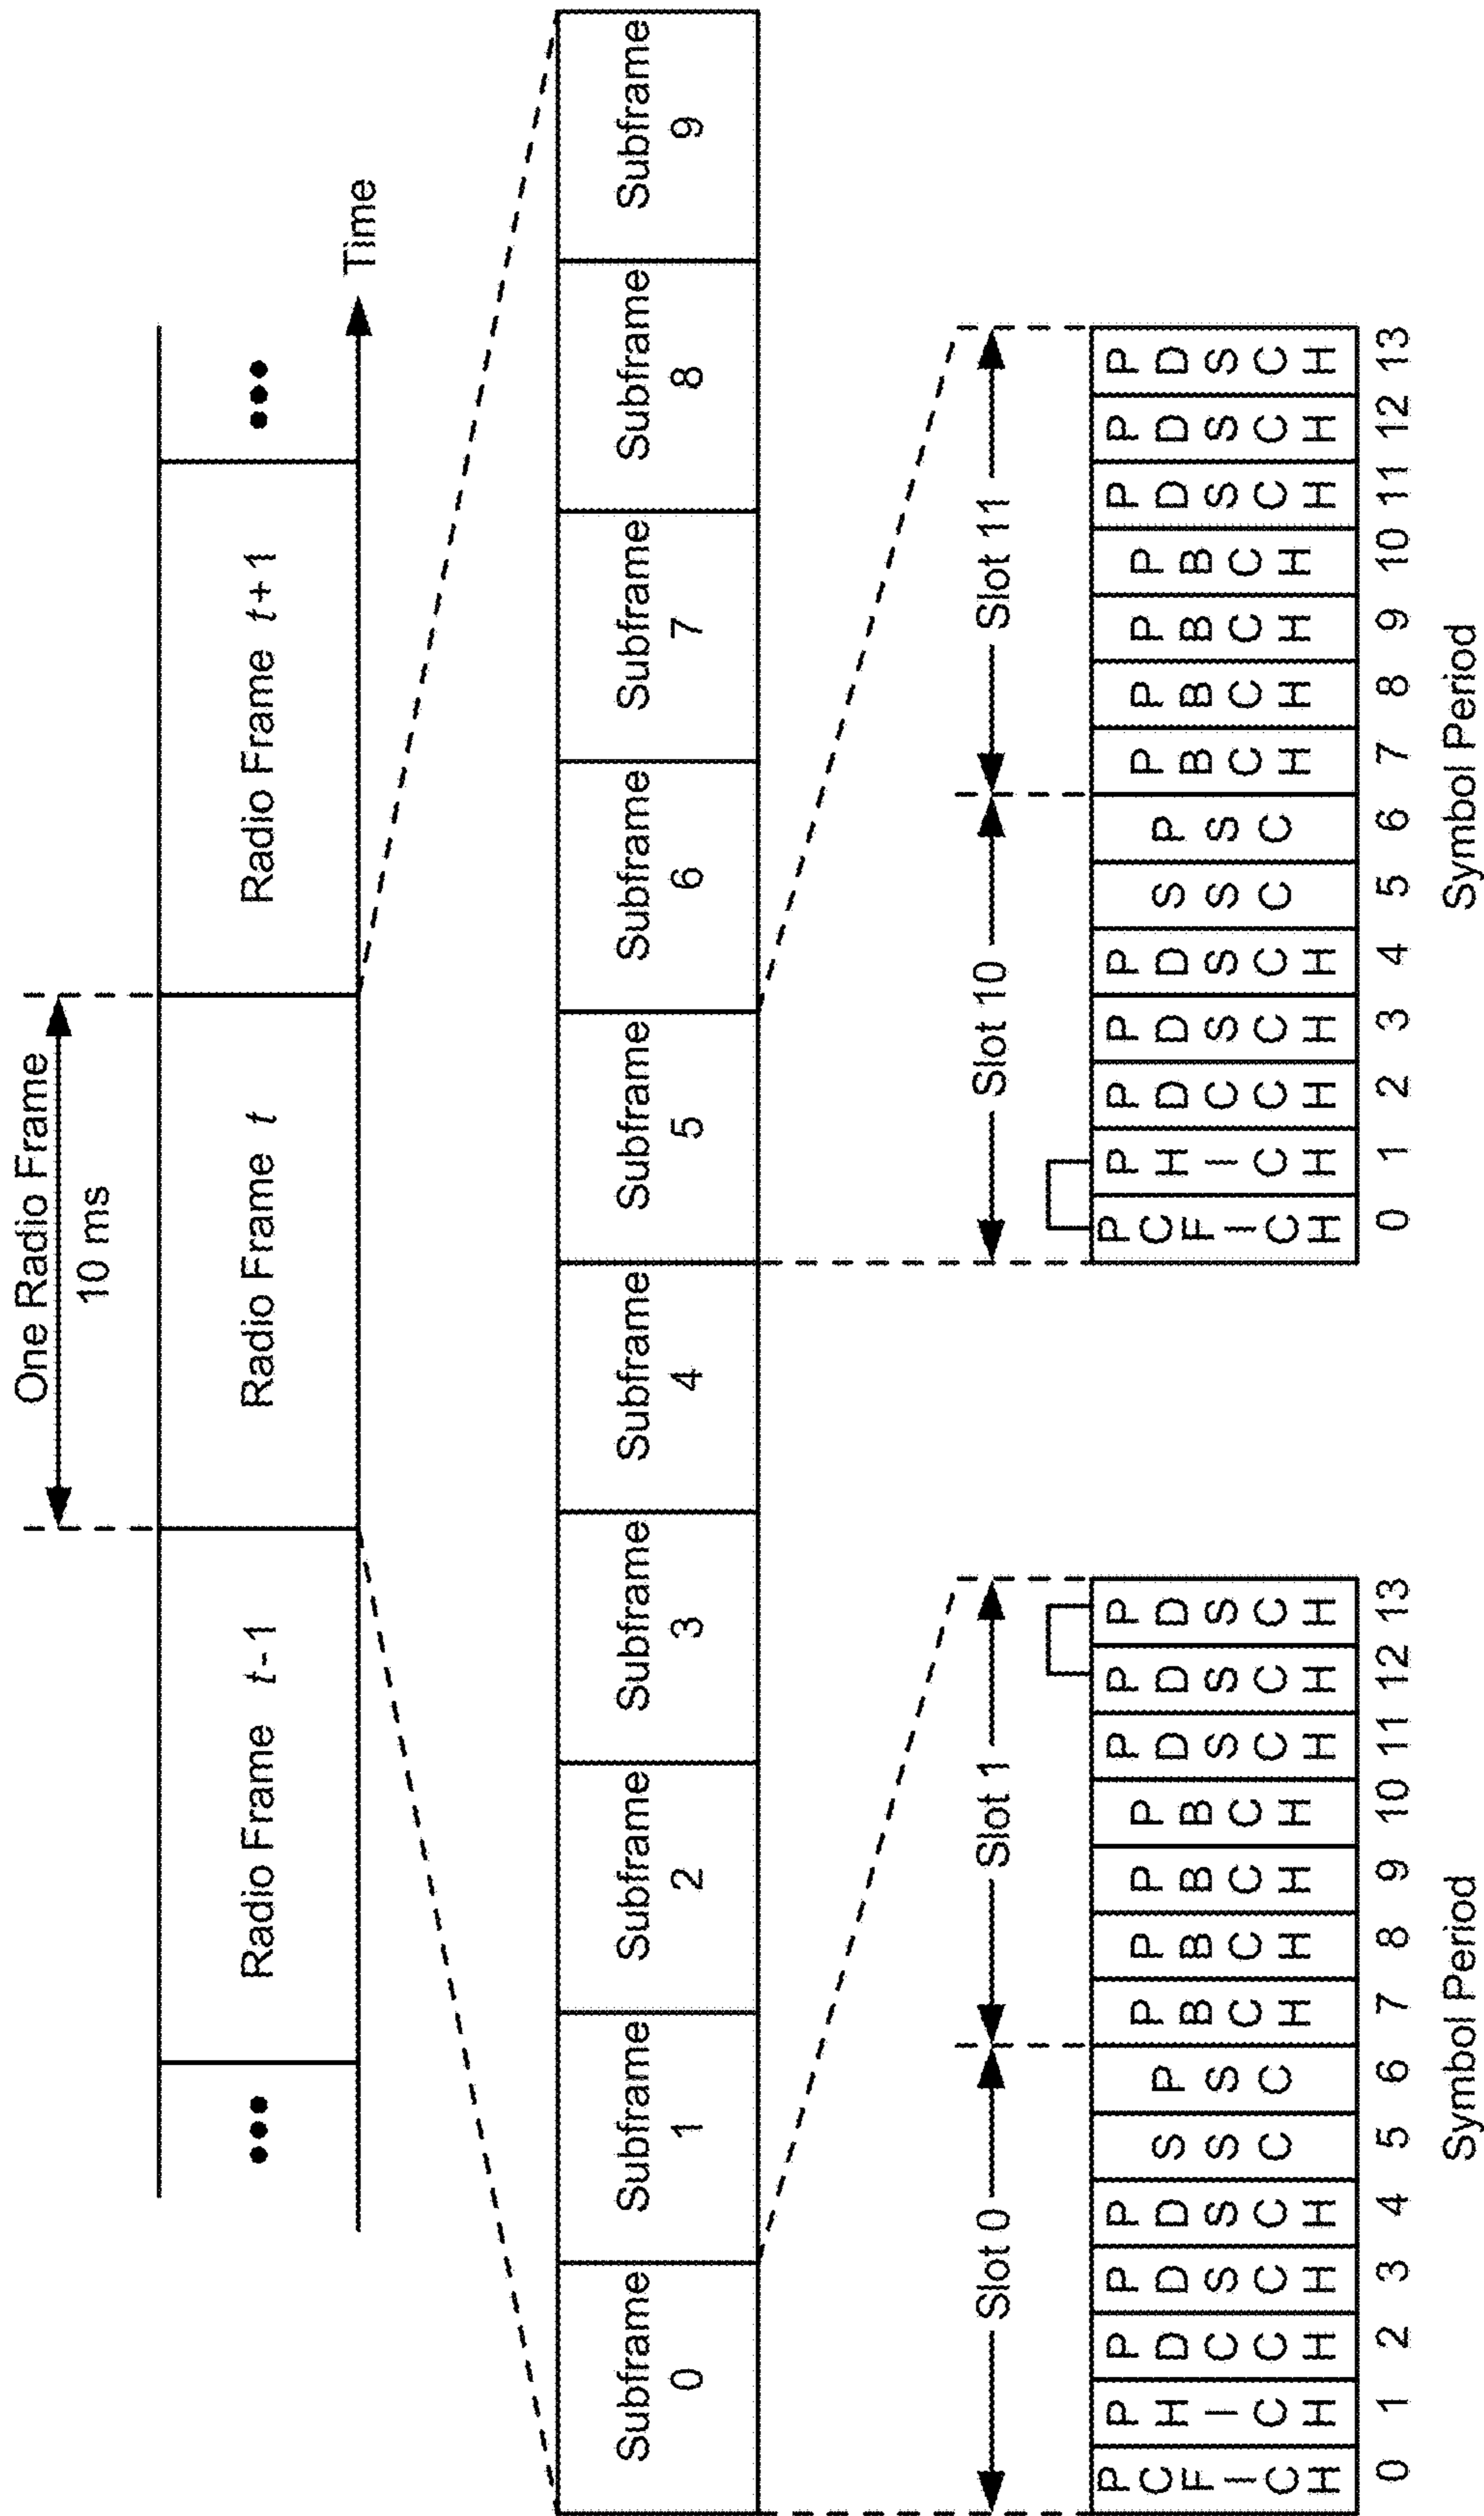 One Radio Frame
10 ms
••• Radio Frame t-1 Radio Frame t Radio Frame t+1 •••
Time
Subframe 0 Subframe 1 Subframe 2 Subframe 3 Subframe 4 Subframe 5 Subframe 6 Subframe 7 Subframe 8 Subframe 9
Slot 0 Slot 1
PCFICH PHICH PDCCH PDSCH PDSCH SSC PSC PBCH PBCH PBCH PBCH PDSCH PDSCH PDSCH
0 1 2 3 4 5 6 7 8 9 10 11 12 13
Symbol Period
Slot 10 Slot 11
PCFICH PHICH PDCCH PDSCH PDSCH SSC PSC PBCH PBCH PBCH PBCH PDSCH PDSCH PDSCH
0 1 2 3 4 5 6 7 8 9 10 11 12 13
Symbol Period